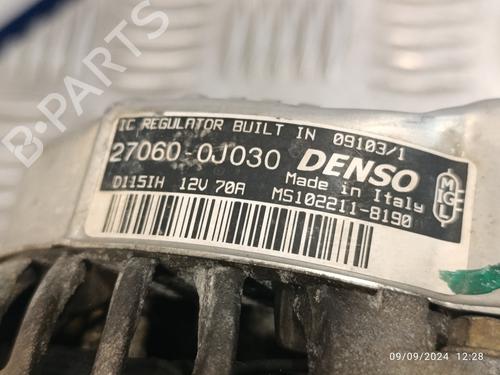 IC REGULATOR BUILT IN 09103/1
27060-0J030 DENSO
D115IH 12V 70A Made in Italy
MS102211-8190
MIGL
B-PARTS
09/09/2024 12:28